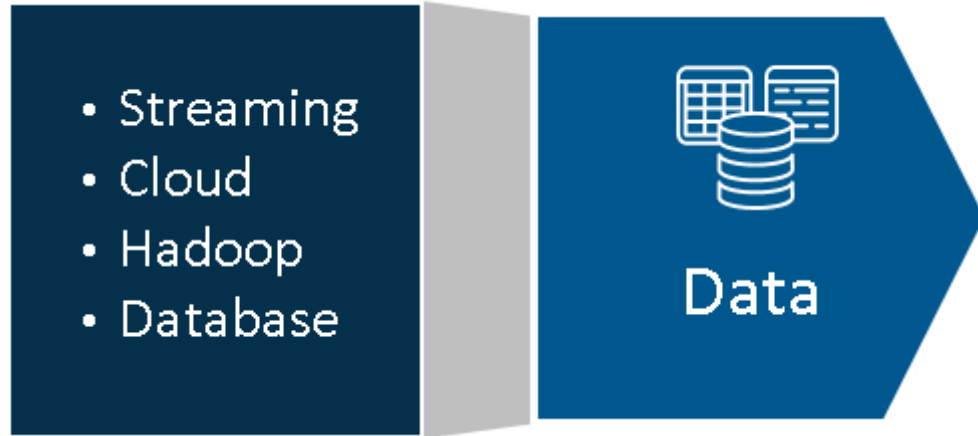 • Streaming
• Cloud
• Hadoop
• Database
Data